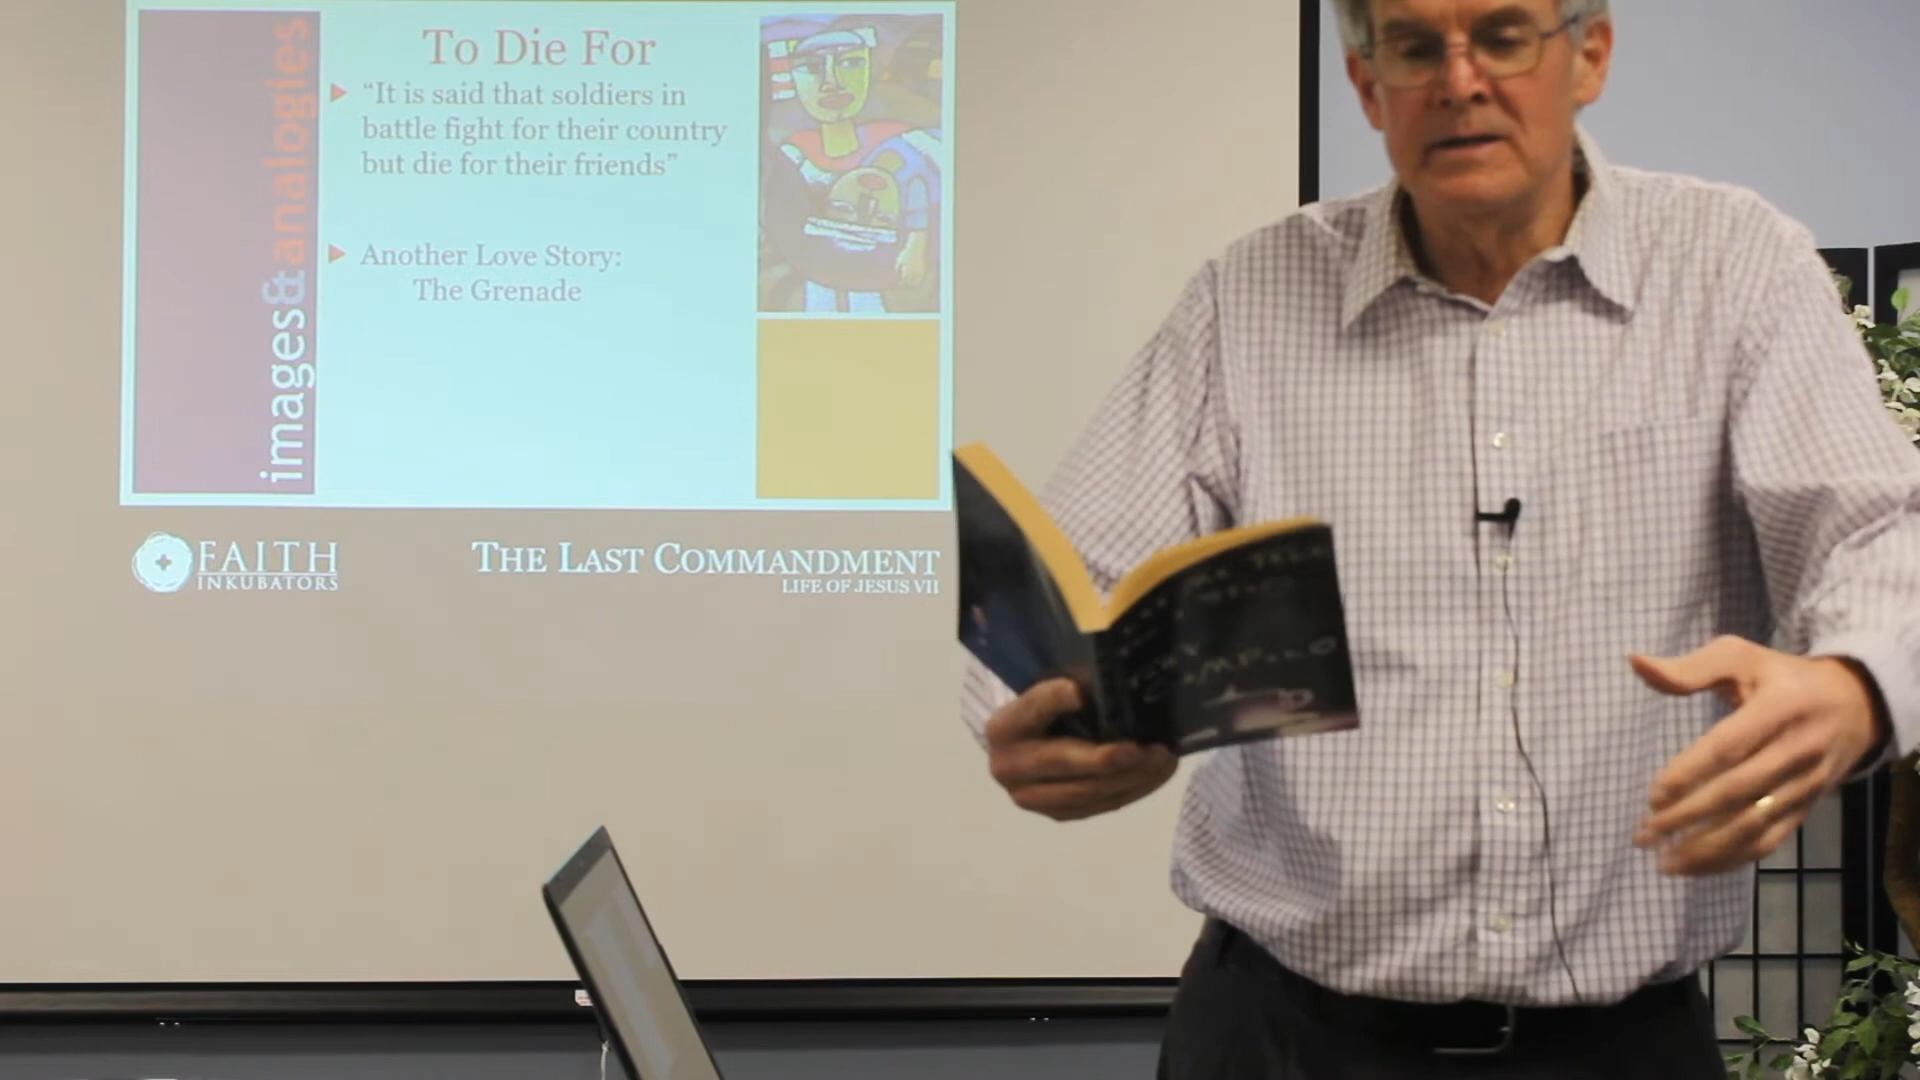 To Die For
“It is said that soldiers in
battle fight for their country
but die for their friends”
Another Love Story:
The Grenade
images&analogies
FAITH
INKUBATORS
THE LAST COMMANDMENT
LIFE OF JESUS VII
CAMPOLO